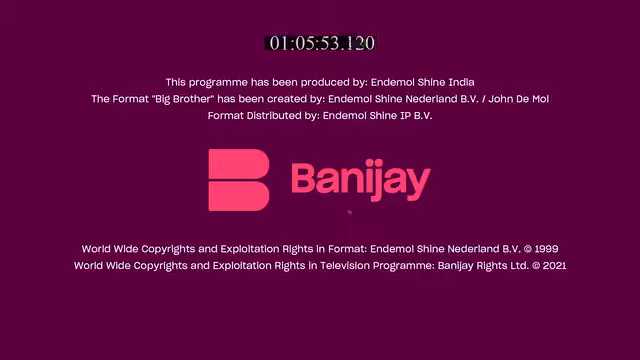 01:05:53.120
This programme has been produced by: Endemol Shine India
The Format "Big Brother" has been created by: Endemol Shine Nederland B.V. / John De Mol
Format Distributed by: Endemol Shine IP B.V.
Banijay
World Wide Copyrights and Exploitation Rights in Format: Endemol Shine Nederland B.V. © 1999
World Wide Copyrights and Exploitation Rights in Television Programme: Banijay Rights Ltd. © 2021